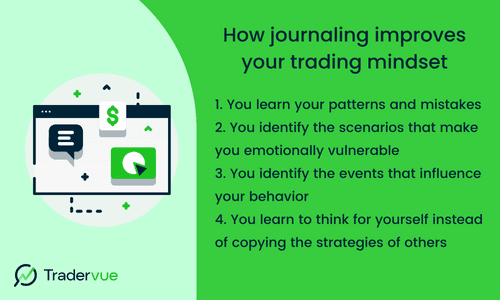 How journaling improves
your trading mindset
1. You learn your patterns and mistakes
2. You identify the scenarios that make
you emotionally vulnerable
3. You identify the events that influence
your behavior
4. You learn to think for yourself instead
of copying the strategies of others
$
Tradervue